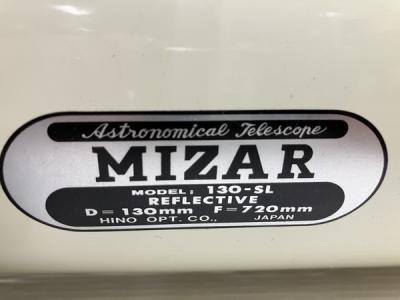 Astronomical Telescope
MIZAR
MODEL: 130-SL
REFLECTIVE
D=130mm F=720mm
HINO OPT. CO., JAPAN